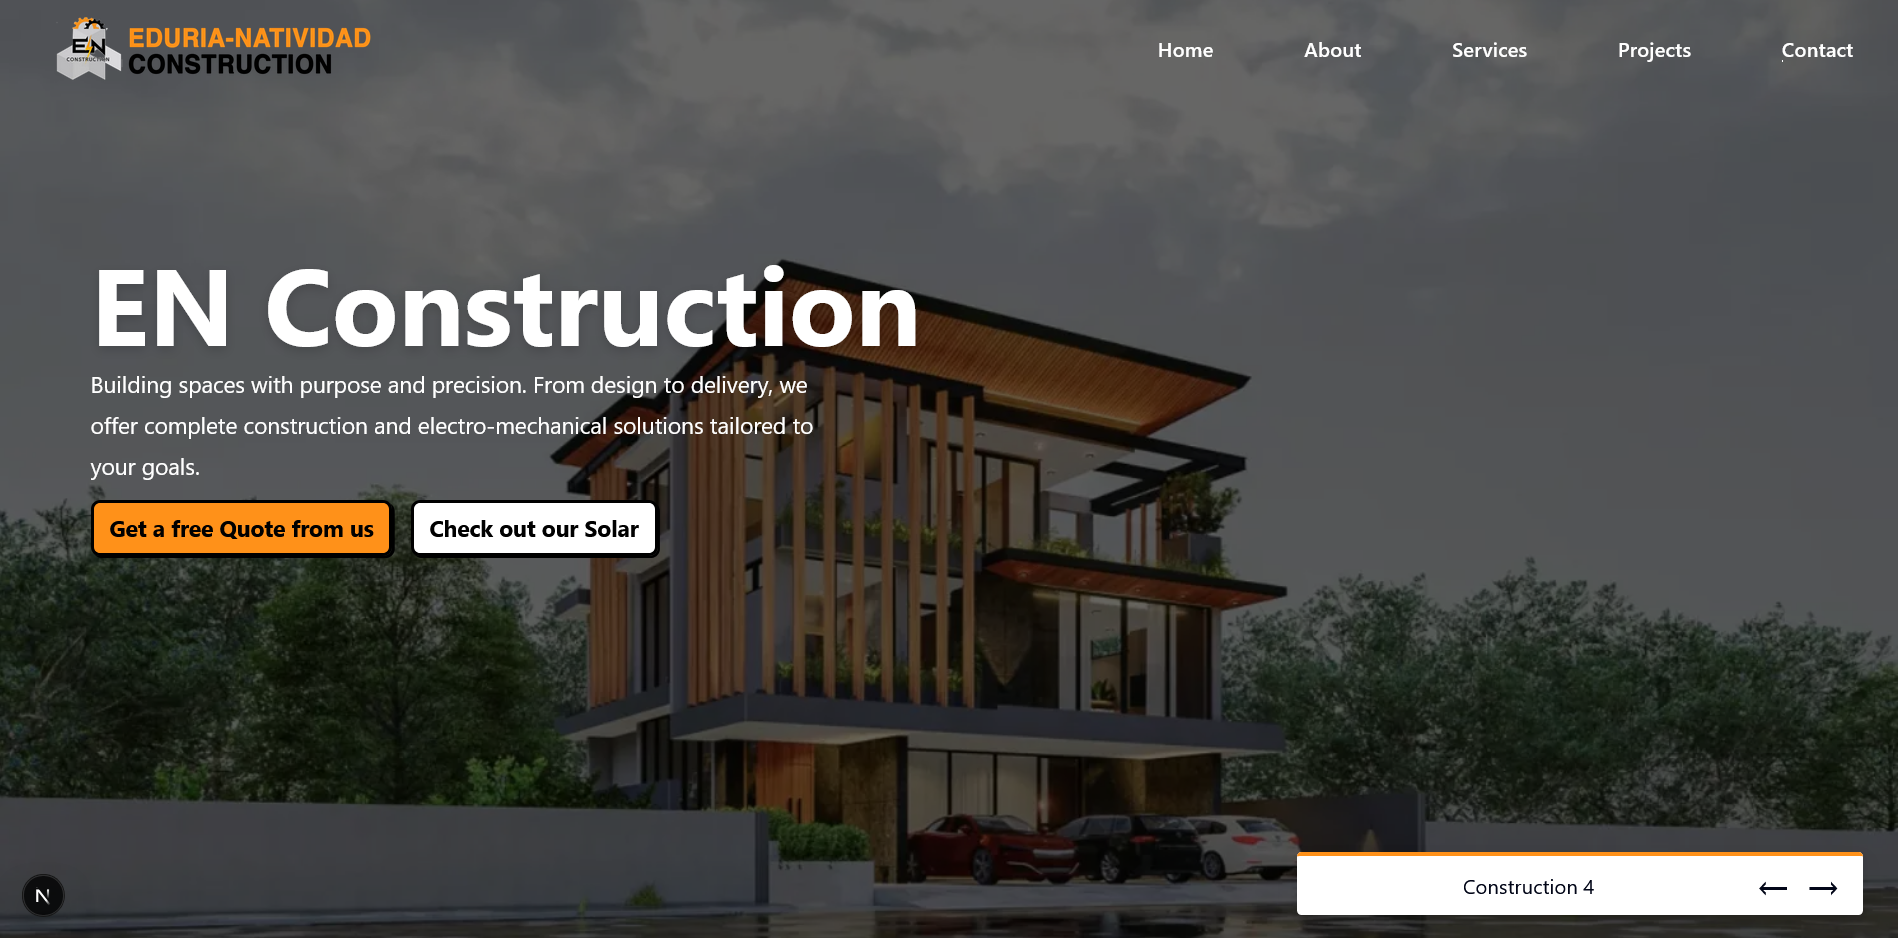 EN
CONSTRUCTION
EDURIA-NATIVIDAD
CONSTRUCTION
Home About Services Projects Contact
EN Construction
Building spaces with purpose and precision. From design to delivery, we
offer complete construction and electro-mechanical solutions tailored to
your goals.
Get a free Quote from us Check out our Solar
Construction 4
N